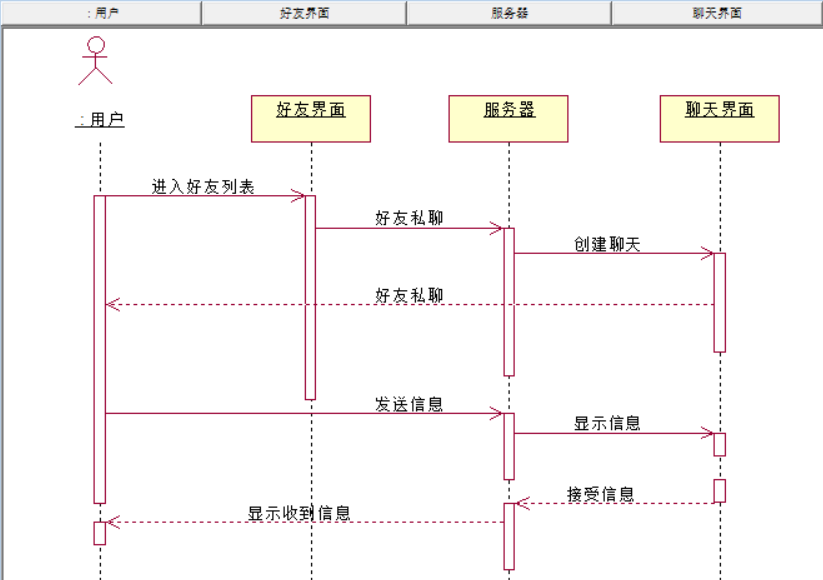 : 用户
好友界面
服务器
聊天界面
: 用户
好友界面
服务器
聊天界面
进入好友列表
好友私聊
创建聊天
好友私聊
发送信息
显示信息
接受信息
显示收到信息